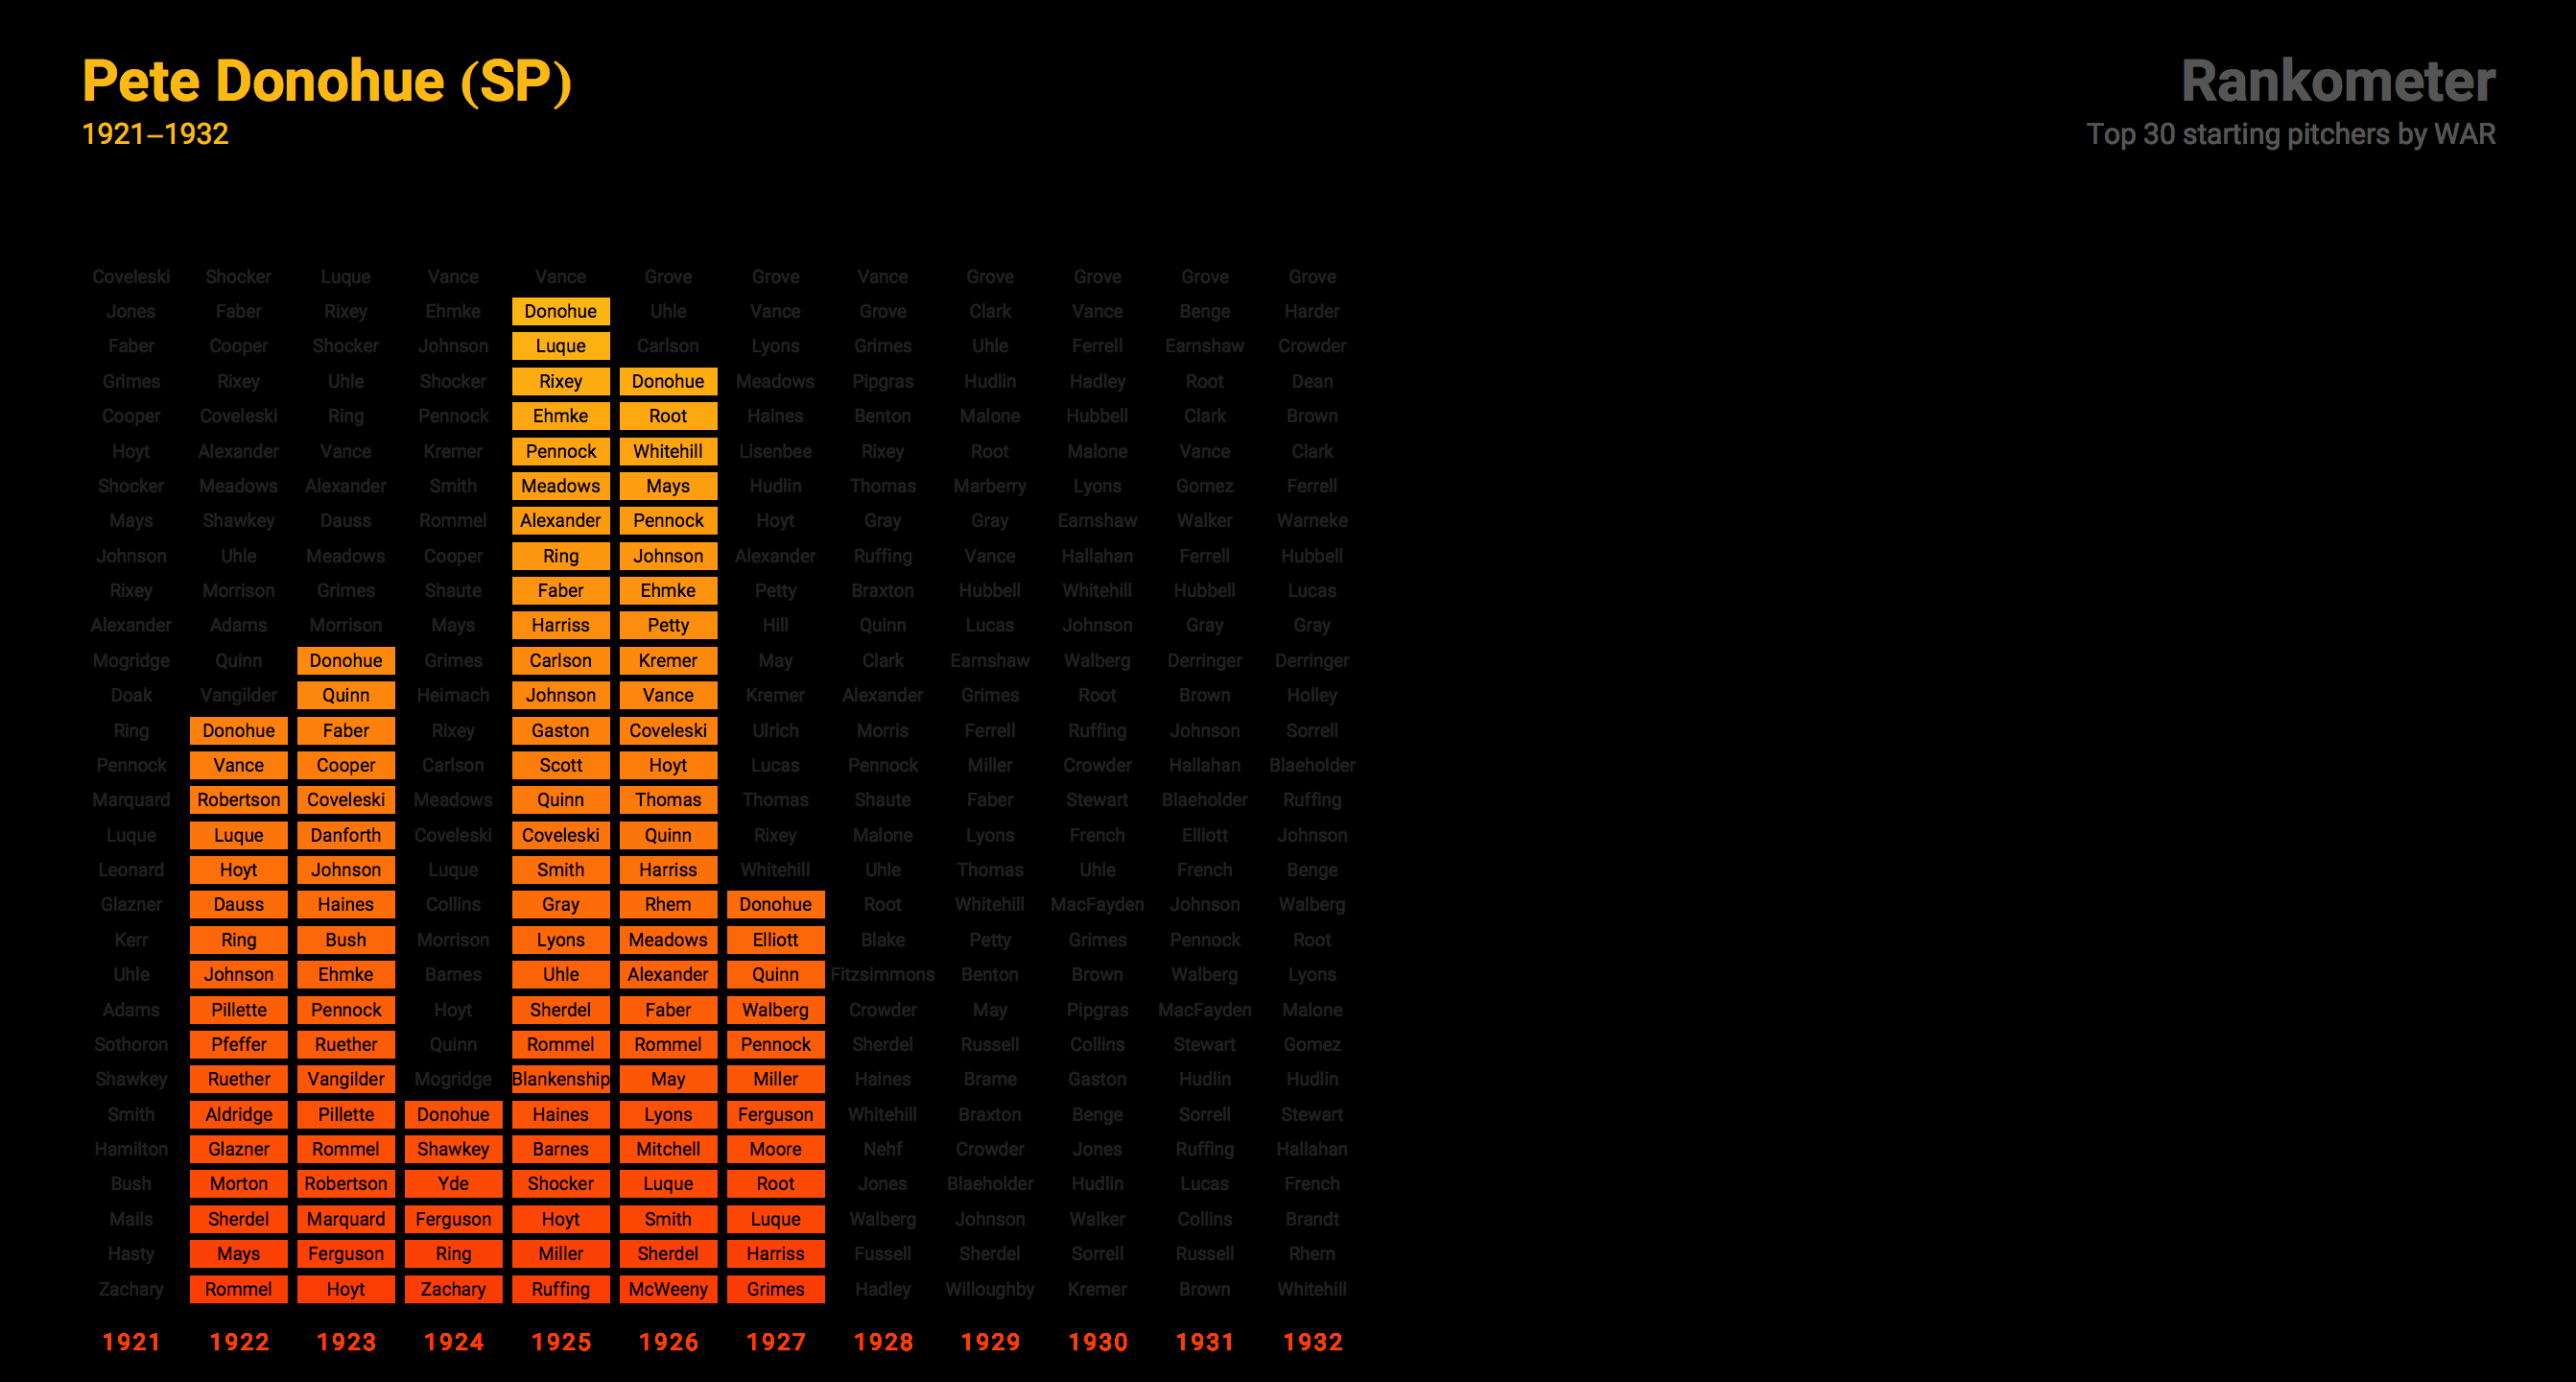 Pete Donohue (SP)
1921–1932
Rankometer
Top 30 starting pitchers by WAR
Coveleski Shocker Luque Vance Vance Grove Grove Vance Grove Grove Grove Grove
Jones Faber Rixey Ehmke Donohue Uhle Vance Grove Clark Vance Benge Harder
Faber Cooper Shocker Johnson Luque Carlson Lyons Grimes Uhle Ferrell Earnshaw Crowder
Grimes Rixey Uhle Shocker Rixey Donohue Meadows Pipgras Hudlin Hadley Root Dean
Cooper Coveleski Ring Pennock Ehmke Root Haines Benton Malone Hubbell Clark Brown
Hoyt Alexander Vance Kremer Pennock Whitehill Lisenbee Rixey Root Malone Vance Clark
Shocker Meadows Alexander Smith Meadows Mays Hudlin Thomas Marberry Lyons Gomez Ferrell
Mays Shawkey Dauss Rommel Alexander Pennock Hoyt Gray Gray Earnshaw Walker Warneke
Johnson Uhle Meadows Cooper Ring Johnson Alexander Ruffing Vance Hallahan Ferrell Hubbell
Rixey Morrison Grimes Shaute Faber Ehmke Petty Braxton Hubbell Whitehill Hubbell Lucas
Alexander Adams Morrison Mays Harriss Petty Hill Quinn Lucas Johnson Gray Gray
Mogridge Quinn Donohue Grimes Carlson Kremer May Clark Earnshaw Walberg Derringer Derringer
Doak Vangilder Quinn Heimach Johnson Vance Kremer Alexander Grimes Root Brown Holley
Ring Donohue Faber Rixey Gaston Coveleski Ulrich Morris Ferrell Ruffing Johnson Sorrell
Pennock Vance Cooper Carlson Scott Hoyt Lucas Pennock Miller Crowder Hallahan Blaeholder
Marquard Robertson Coveleski Meadows Quinn Thomas Thomas Shaute Faber Stewart Blaeholder Ruffing
Luque Luque Danforth Coveleski Coveleski Quinn Rixey Malone Lyons French Elliott Johnson
Leonard Hoyt Johnson Luque Smith Harriss Whitehill Uhle Thomas Uhle French Benge
Glazner Dauss Haines Collins Gray Rhem Donohue Root Whitehill MacFayden Johnson Walberg
Kerr Ring Bush Morrison Lyons Meadows Elliott Blake Petty Grimes Pennock Root
Uhle Johnson Ehmke Barnes Uhle Alexander Quinn Fitzsimmons Benton Brown Walberg Lyons
Adams Pillette Pennock Hoyt Sherdel Faber Walberg Crowder May Pipgras MacFayden Malone
Sothoron Pfeffer Ruether Quinn Rommel Rommel Pennock Sherdel Russell Collins Stewart Gomez
Shawkey Ruether Vangilder Mogridge Blankenship May Miller Haines Brame Gaston Hudlin Hudlin
Smith Aldridge Pillette Donohue Haines Lyons Ferguson Whitehill Braxton Benge Sorrell Stewart
Hamilton Glazner Rommel Shawkey Barnes Mitchell Moore Nehf Crowder Jones Ruffing Hallahan
Bush Morton Robertson Yde Shocker Luque Root Jones Blaeholder Hudlin Lucas French
Mails Sherdel Marquard Ferguson Hoyt Smith Luque Walberg Johnson Walker Collins Brandt
Hasty Mays Ferguson Ring Miller Sherdel Harriss Fussell Sherdel Sorrell Russell Rhem
Zachary Rommel Hoyt Zachary Ruffing McWeeny Grimes Hadley Willoughby Kremer Brown Whitehill
1921 1922 1923 1924 1925 1926 1927 1928 1929 1930 1931 1932